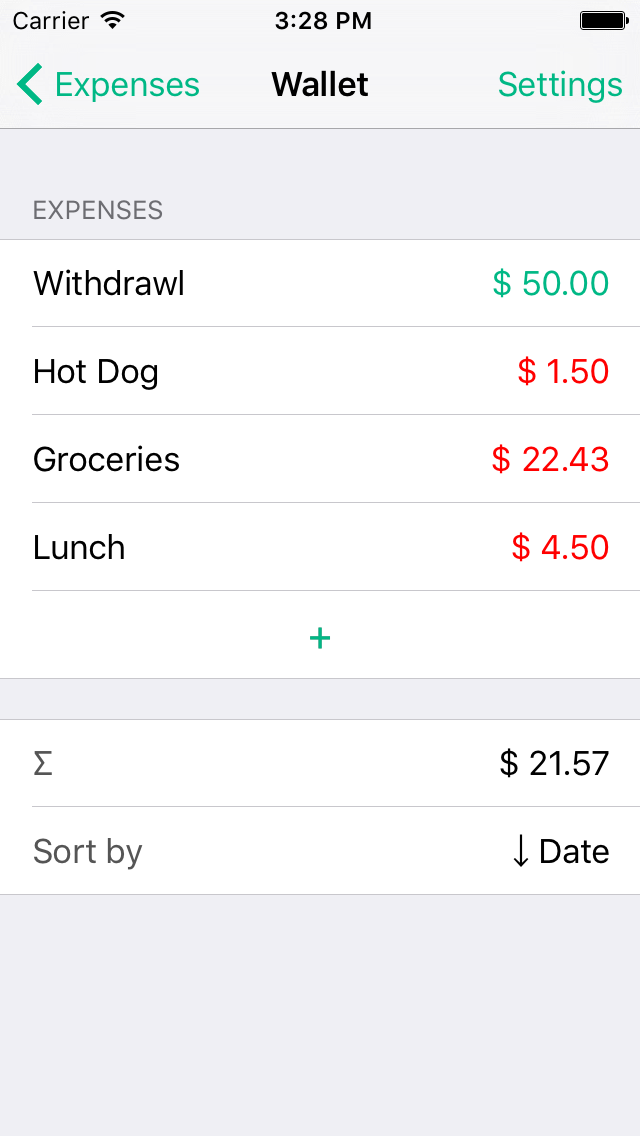 Carrier 3:28 PM
Expenses Wallet Settings
EXPENSES
Withdrawl $ 50.00
Hot Dog $ 1.50
Groceries $ 22.43
Lunch $ 4.50
+
Σ $ 21.57
Sort by ↓ Date